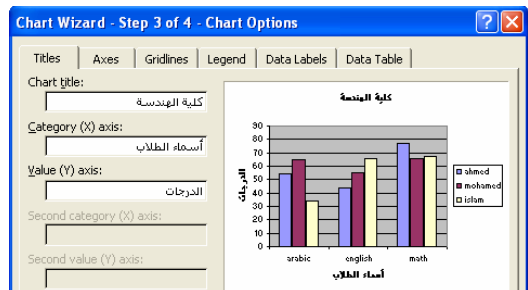 Chart Wizard - Step 3 of 4 - Chart Options
Titles Axes Gridlines Legend Data Labels Data Table
Chart title:
كلية الهندسة
Category (X) axis:
أسماء الطلاب
Value (Y) axis:
الدرجات
Second category (X) axis:
Second value (Y) axis:
كلية الهندسة
90
80
70
60
50
40
30
20
10
0
الدرجات
arabic english math
أسماء الطلاب
ahmed
mohamed
islam